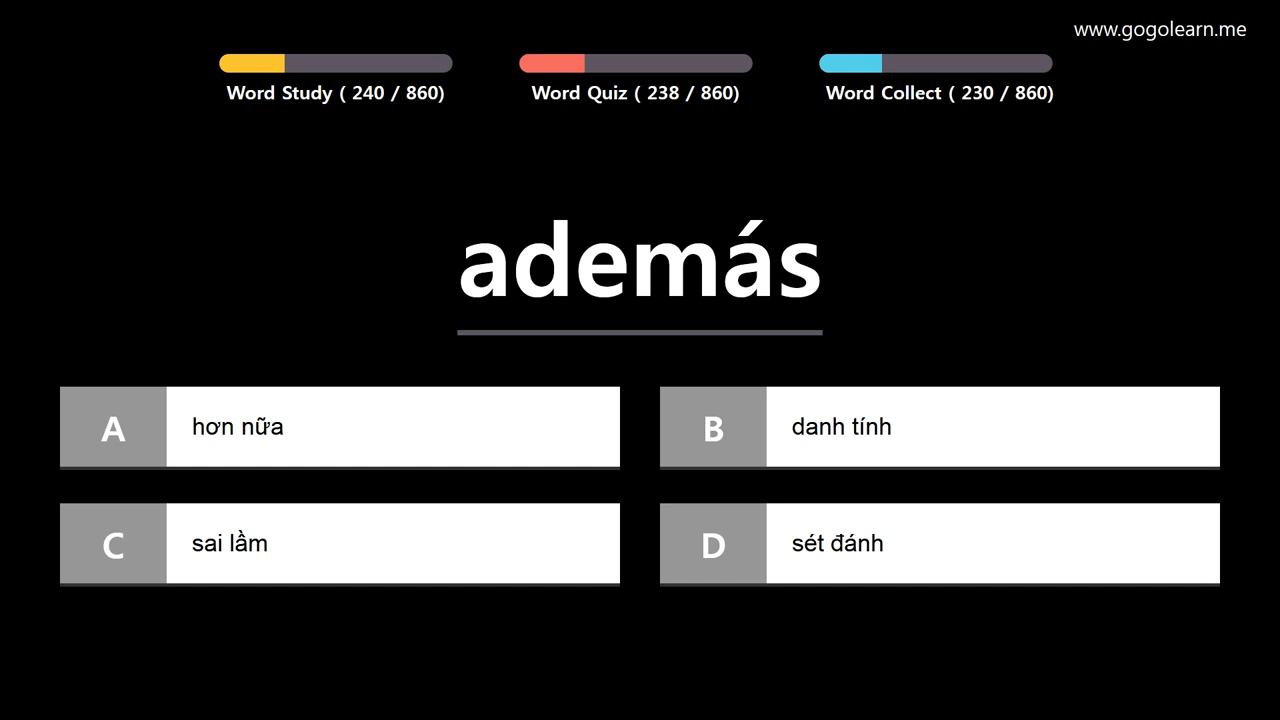 www.gogolearn.me
Word Study ( 240 / 860)
Word Quiz ( 238 / 860)
Word Collect ( 230 / 860)
además
A
hơn nữa
B
danh tính
C
sai lầm
D
sét đánh